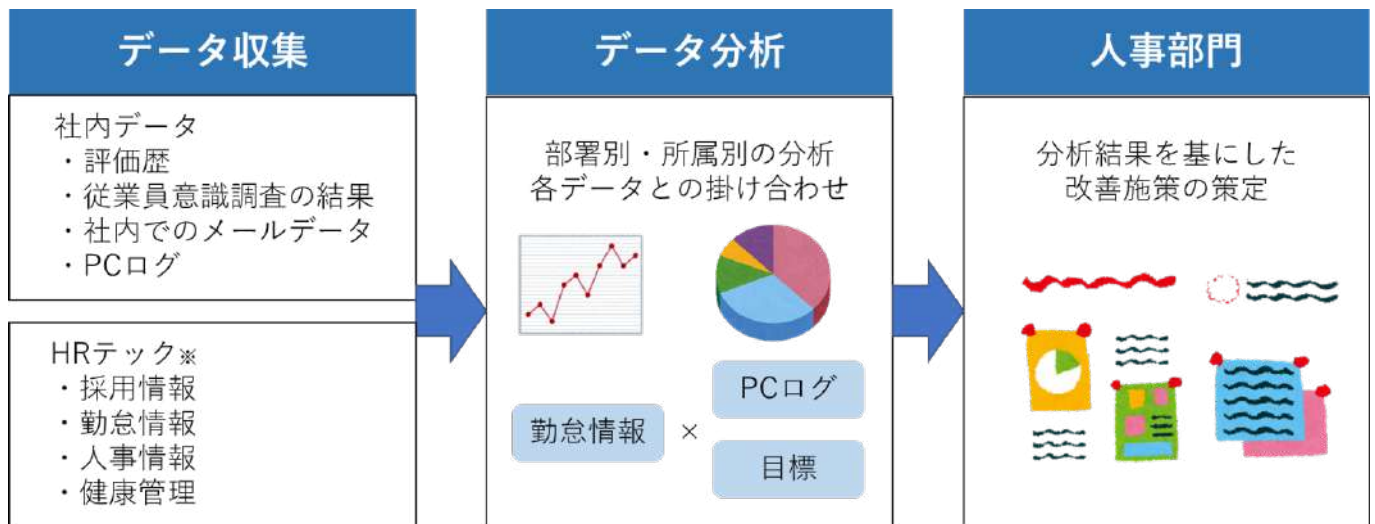 データ収集
社内データ
・評価歴
・従業員意識調査の結果
・社内でのメールデータ
・PCログ
HRテック※
・採用情報
・勤怠情報
・人事情報
・健康管理
データ分析
部署別・所属別の分析
各データとの掛け合わせ
勤怠情報
×
PCログ
目標
人事部門
分析結果を基にした
改善施策の策定